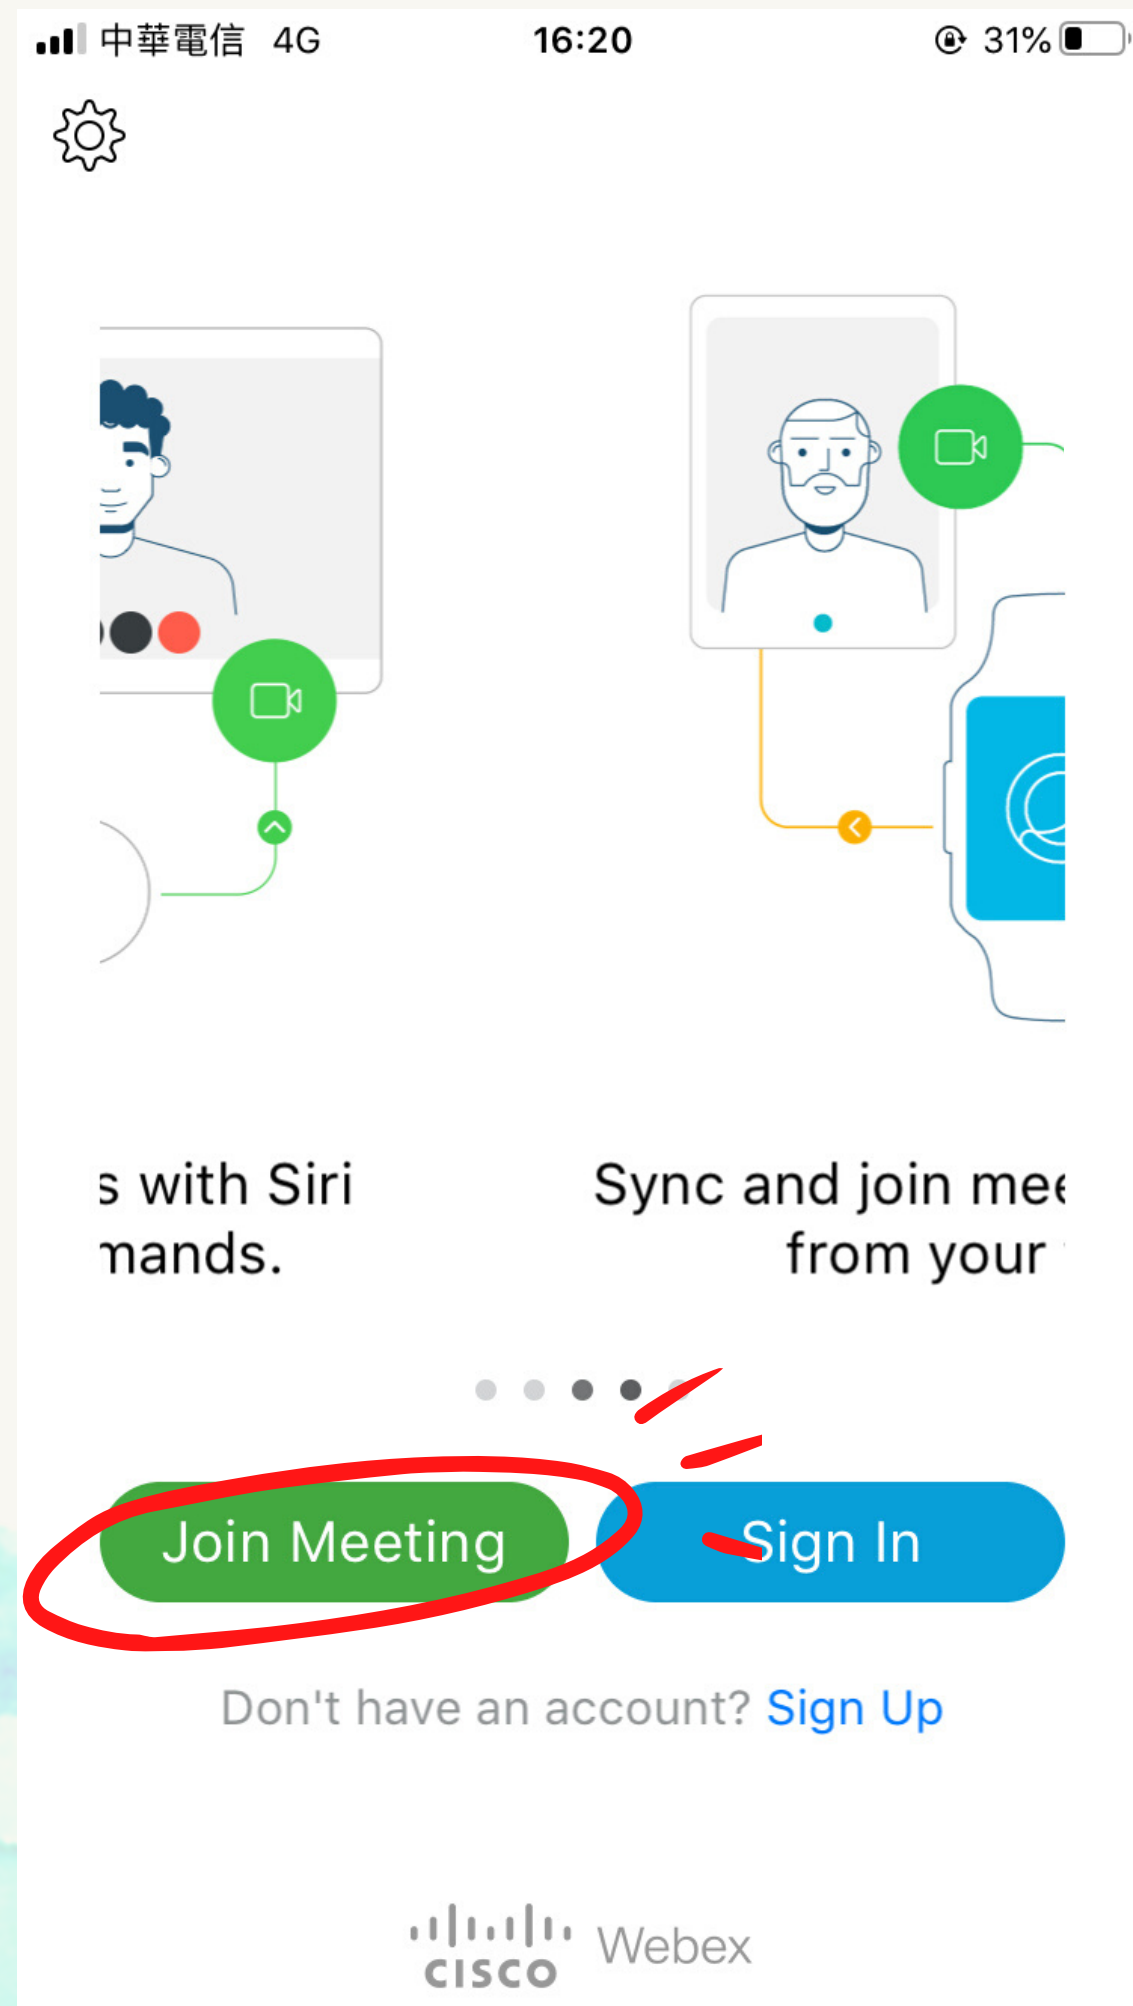 中華電信 4G 16:20 31%
s with Siri
mands.
Sync and join mee
from your
Join Meeting
Sign In
Don't have an account? Sign Up
CISCO Webex